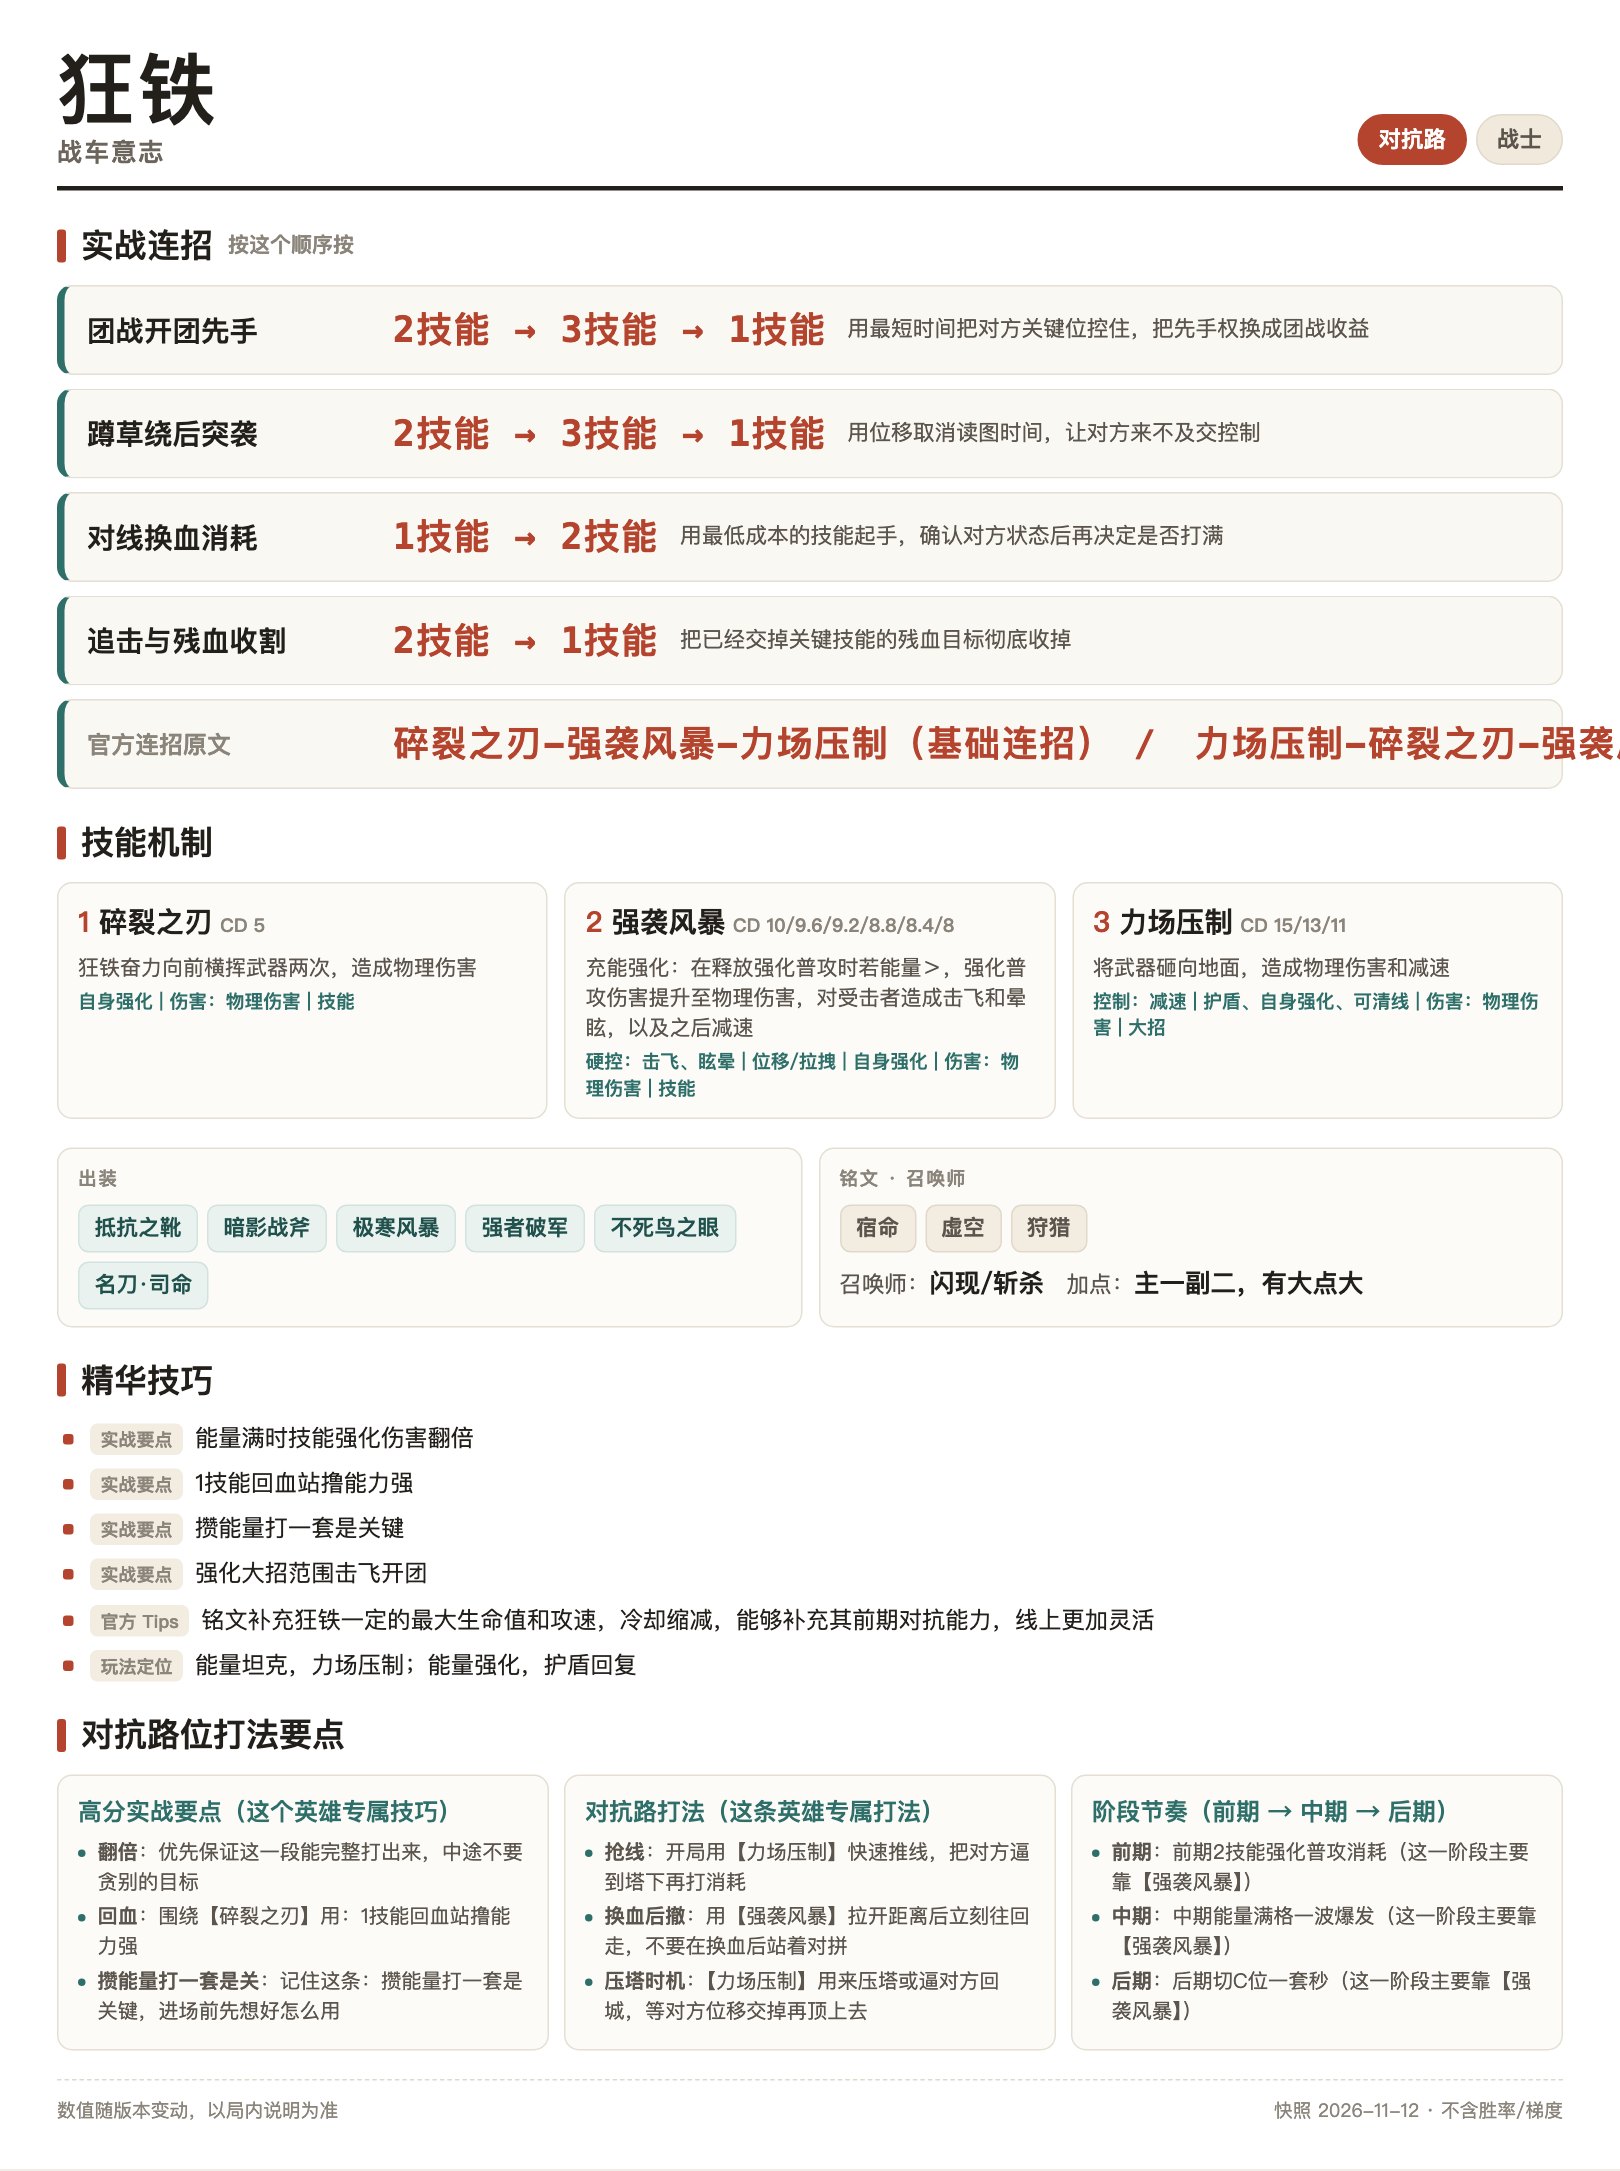 狂铁
战车意志
对抗路 战士
实战连招 按这个顺序按
团战开团先手 2技能 → 3技能 → 1技能 用最短时间把对方关键位控住，把先手权换成团战收益
蹲草绕后突袭 2技能 → 3技能 → 1技能 用位移取消读图时间，让对方来不及交控制
对线换血消耗 1技能 → 2技能 用最低成本的技能起手，确认对方状态后再决定是否打满
追击与残血收割 2技能 → 1技能 把已经交掉关键技能的残血目标彻底收掉
官方连招原文 碎裂之刃-强袭风暴-力场压制（基础连招） / 力场压制-碎裂之刃-强袭
技能机制
1 碎裂之刃 CD 5
狂铁奋力向前横挥武器两次，造成物理伤害
自身强化 | 伤害：物理伤害 | 技能
2 强袭风暴 CD 10/9.6/9.2/8.8/8.4/8
充能强化：在释放强化普攻时若能量>，强化普
攻伤害提升至物理伤害，对受击者造成击飞和晕
眩，以及之后减速
硬控：击飞、眩晕 | 位移/拉拽 | 自身强化 | 伤害：物
理伤害 | 技能
3 力场压制 CD 15/13/11
将武器砸向地面，造成物理伤害和减速
控制：减速 | 护盾、自身强化、可清线 | 伤害：物理伤
害 | 大招
出装
抵抗之靴 暗影战斧 极寒风暴 强者破军 不死鸟之眼
名刀·司命
铭文 · 召唤师
宿命 虚空 狩猎
召唤师：闪现/斩杀 加点：主一副二，有大点大
精华技巧
实战要点 能量满时技能强化伤害翻倍
实战要点 1技能回血站撸能力强
实战要点 攒能量打一套是关键
实战要点 强化大招范围击飞开团
官方 Tips 铭文补充狂铁一定的最大生命值和攻速，冷却缩减，能够补充其前期对抗能力，线上更加灵活
玩法定位 能量坦克，力场压制；能量强化，护盾回复
对抗路位打法要点
高分实战要点（这个英雄专属技巧）
翻倍：优先保证这一段能完整打出来，中途不要
贪别的目标
回血：围绕【碎裂之刃】用：1技能回血站撸能
力强
攒能量打一套是关：记住这条：攒能量打一套是
关键，进场前先想好怎么用
对抗路打法（这条英雄专属打法）
抢线：开局用【力场压制】快速推线，把对方逼
到塔下再打消耗
换血后撤：用【强袭风暴】拉开距离后立刻往回
走，不要在换血后站着对拼
压塔时机：【力场压制】用来压塔或逼对方回
城，等对方位移交掉再顶上去
阶段节奏（前期 → 中期 → 后期）
前期：前期2技能强化普攻消耗（这一阶段主要
靠【强袭风暴】）
中期：中期能量满格一波爆发（这一阶段主要靠
【强袭风暴】）
后期：后期切C位一套秒（这一阶段主要靠【强
袭风暴】）
数值随版本变动，以局内说明为准
快照 2026-11-12 · 不含胜率/梯度